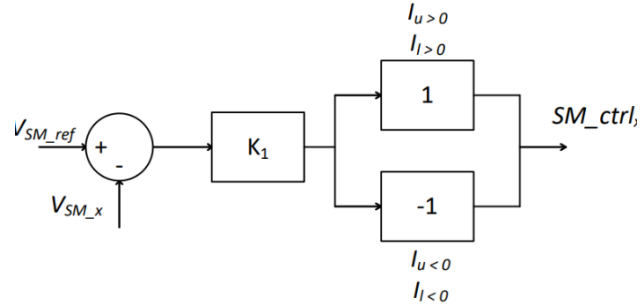 I_{u > 0}
I_{l > 0}
V_{SM_ref}
+
-
K_1
1
SM_ctrl,
V_{SM_x}
-1
I_{u < 0}
I_{l < 0}